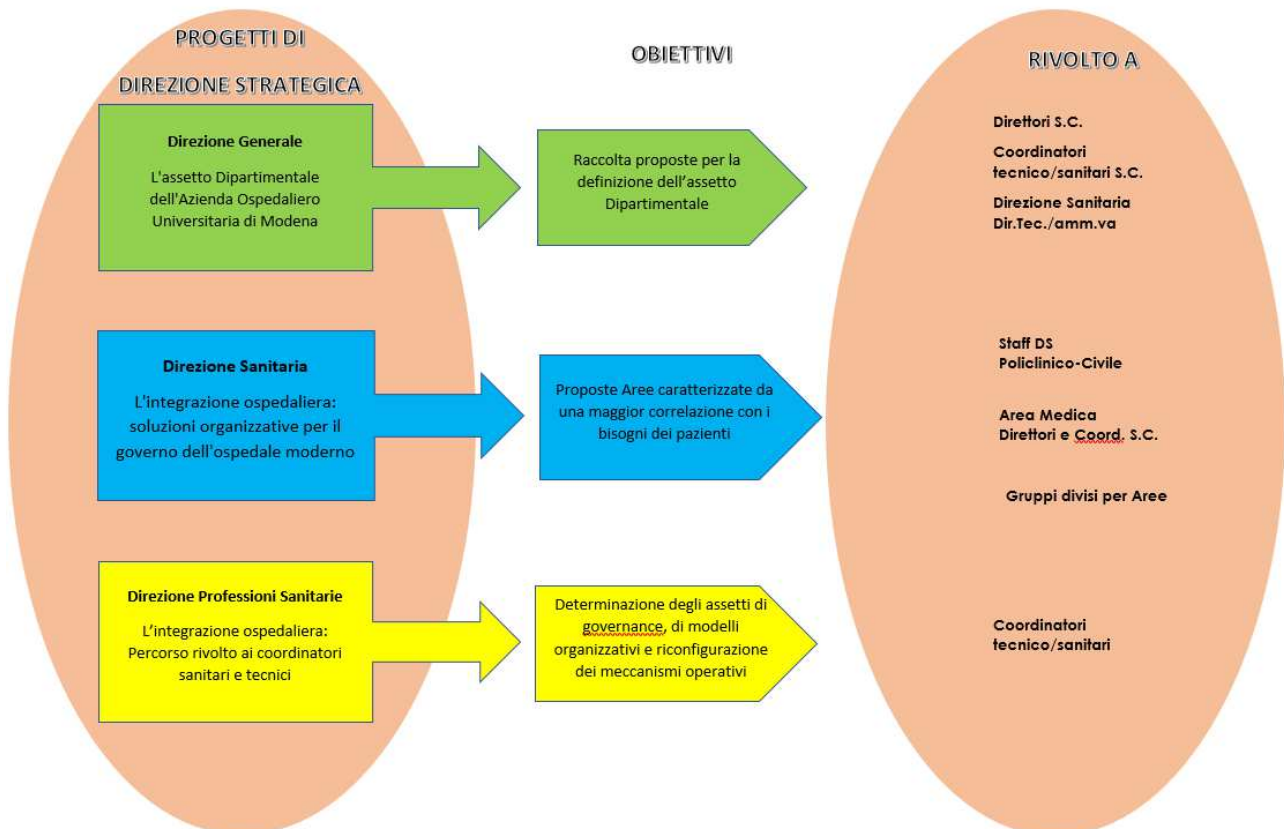 PROGETTI DI
DIREZIONE STRATEGICA
OBIETTIVI
RIVOLTO A
Direzione Generale
L'assetto Dipartimentale
dell'Azienda Ospedaliero
Universitaria di Modena
Raccolta proposte per la
definizione dell’assetto
Dipartimentale
Direttori S.C.
Coordinatori
tecnico/sanitari S.C.
Direzione Sanitaria
Dir.Tec./amm.va
Direzione Sanitaria
L'integrazione ospedaliera:
soluzioni organizzative per il
governo dell'ospedale moderno
Proposte Aree caratterizzate da
una maggior correlazione con i
bisogni dei pazienti
Staff DS
Policlinico-Civile
Area Medica
Direttori e Coord. S.C.
Gruppi divisi per Aree
Direzione Professioni Sanitarie
L’integrazione ospedaliera:
Percorso rivolto ai coordinatori
sanitari e tecnici
Determinazione degli assetti di
governance, di modelli
organizzativi e riconfigurazione
dei meccanismi operativi
Coordinatori
tecnico/sanitari